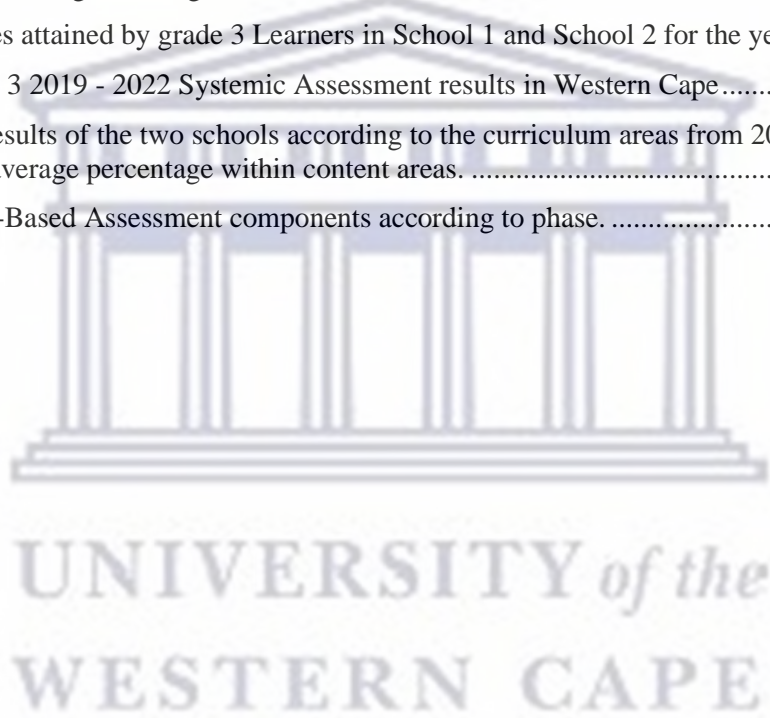 es attained by grade 3 Learners in School 1 and School 2 for the ye
3 2019 - 2022 Systemic Assessment results in Western Cape.......
esults of the two schools according to the curriculum areas from 20
verage percentage within content areas. ..........................................
-Based Assessment components according to phase. ......................
UNIVERSITY of the
WESTERN CAPE